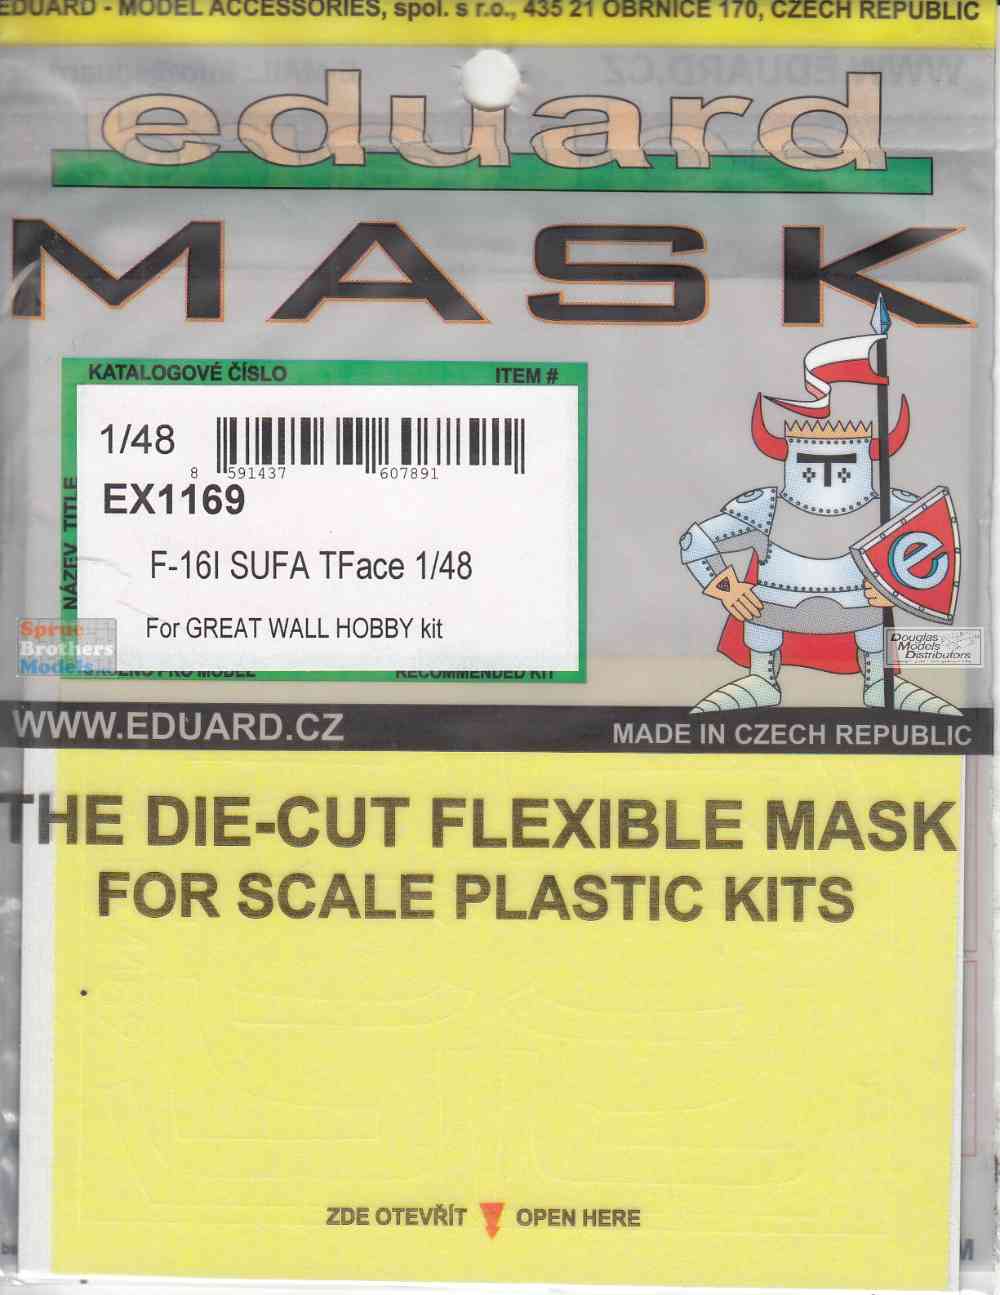 EDUARD - MODEL ACCESSORIES, spol. s r.o., 435 21 OBRNICE 170, CZECH REPUBLIC
WWW.EDUARD.CZ
eduard
MASK
KATALOGOVÉ ČÍSLO ITEM #
1/48
8 591437 607891
EX1169
NÁZEV TITLE
F-16I SUFA TFace 1/48
For GREAT WALL HOBBY kit
Sprue
Brothers
Models
RECOMMENDED KIT
T
e
Douglas
Models
Distributors
WWW.EDUARD.CZ
MADE IN CZECH REPUBLIC
THE DIE-CUT FLEXIBLE MASK
FOR SCALE PLASTIC KITS
ZDE OTEVŘÍT OPEN HERE